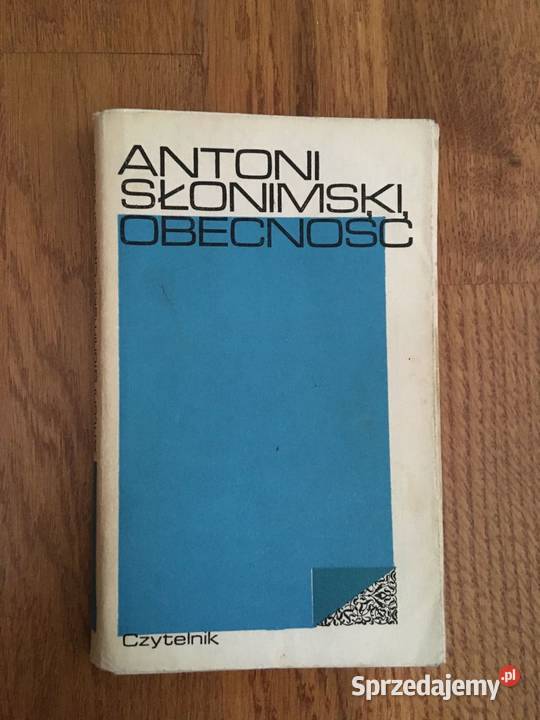 ANTONI
SŁONIMSKI
OBECNOŚĆ
Czytelnik
Sprzedajemy.pl